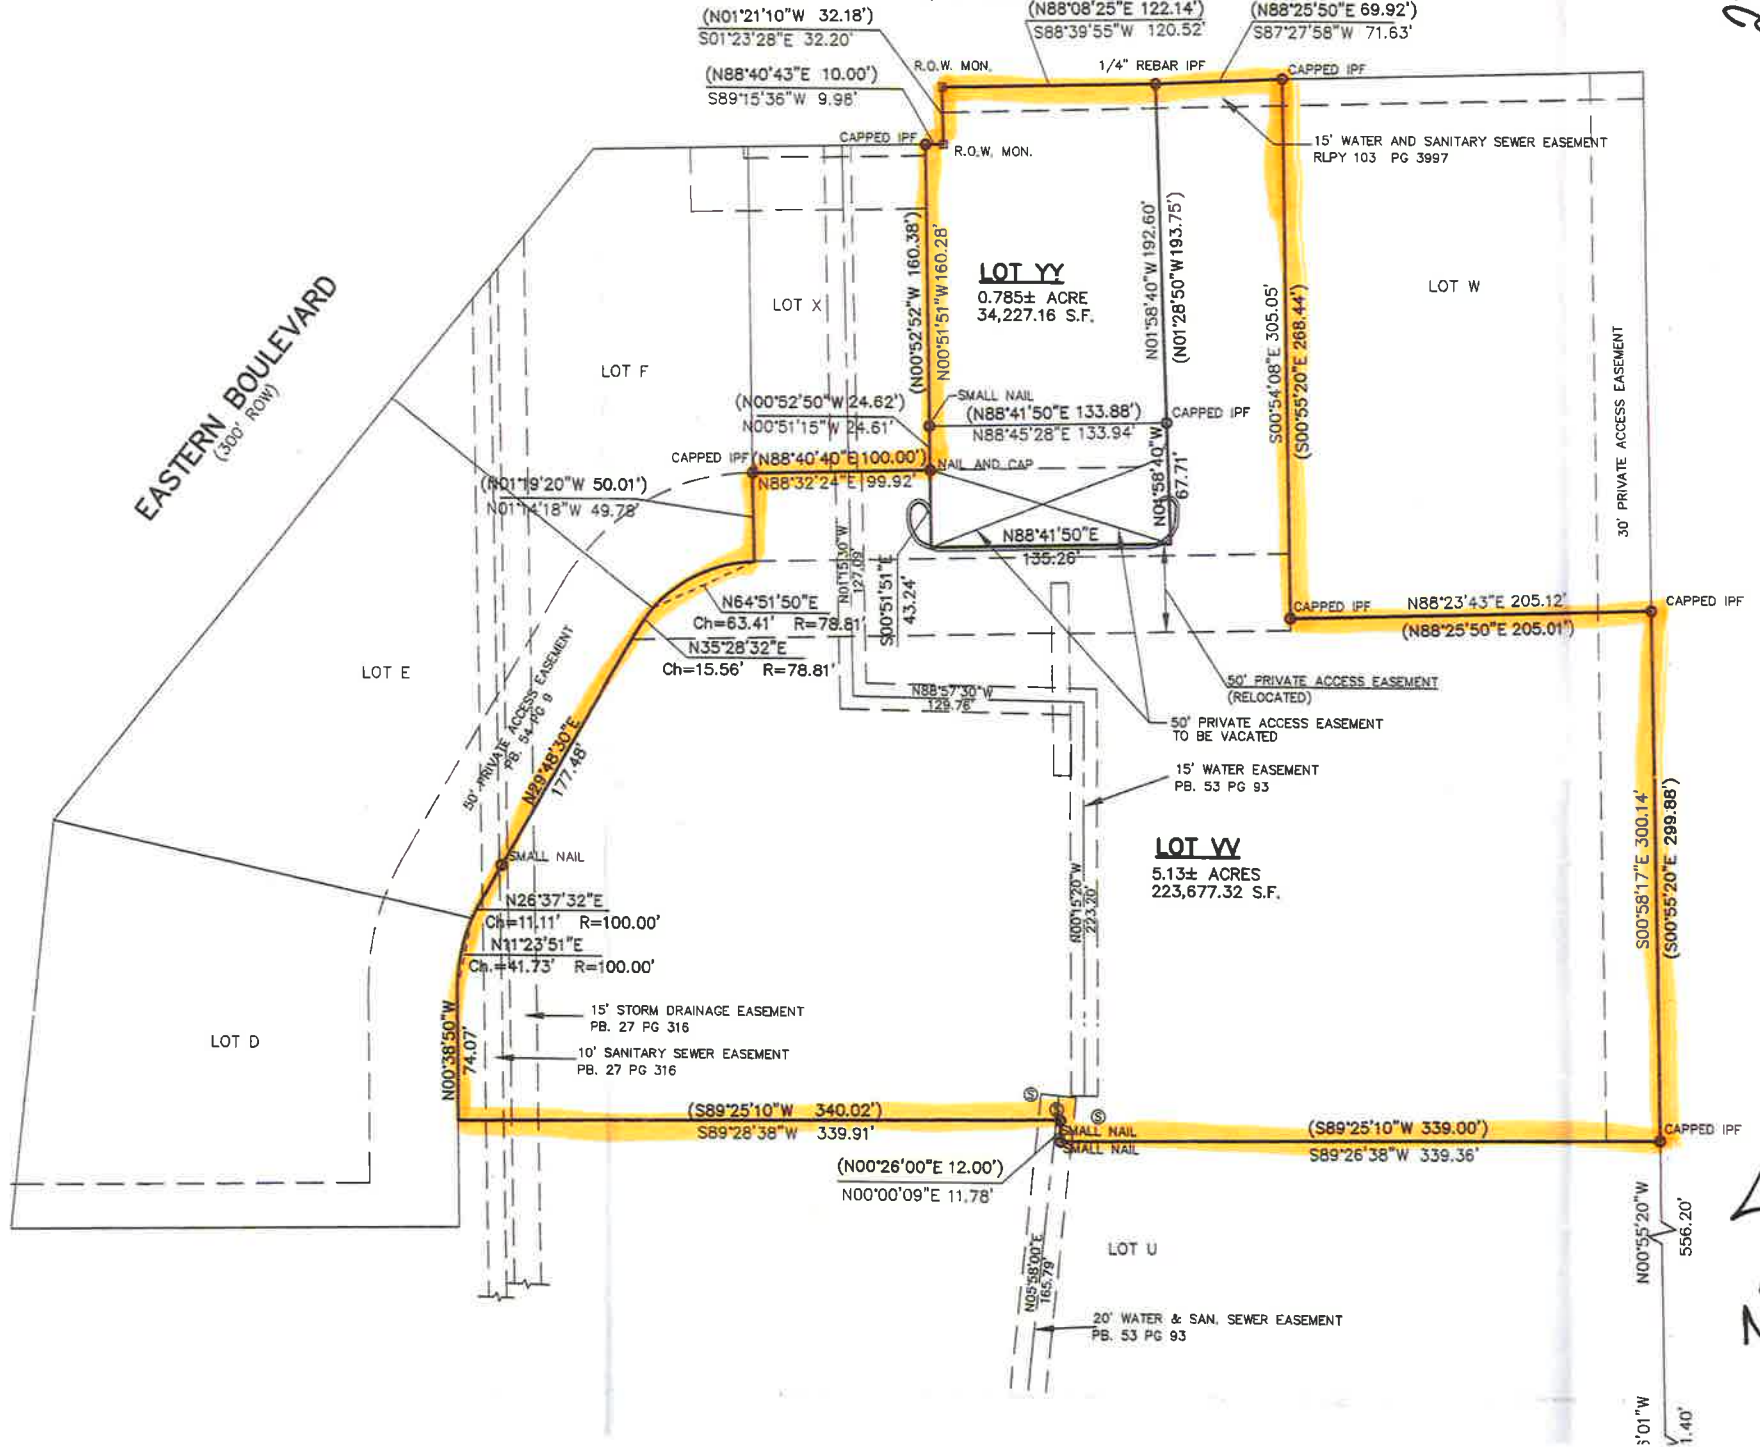 (N01°21'10"W 32.18')
S01°23'28"E 32.20'
(N88°08'25"E 122.14')
S88°39'55"W 120.52'
(N88°25'50"E 69.92')
S87°27'58"W 71.63'
(N88°40'43"E 10.00')
S89°15'36"W 9.98'
R.O.W. MON.
1/4" REBAR IPF
CAPPED IPF
CAPPED IPF
R.O.W. MON.
15' WATER AND SANITARY SEWER EASEMENT
RLPY 103 PG 3997
EASTERN BOULEVARD
(300' ROW)
LOT F
LOT X
(N00°52'52"W 160.38')
N00°51'51"W 160.28'
LOT YY
0.785± ACRE
34,227.16 S.F.
N01°58'40"W 192.60'
(N01°28'50"W 193.75')
S00°54'08"E 305.05'
(S00°55'20"E 268.44')
LOT W
30' PRIVATE ACCESS EASEMENT
(N00°52'50"W 24.62')
N00°51'15"W 24.61'
SMALL NAIL
(N88°41'50"E 133.88')
N88°45'28"E 133.94'
CAPPED IPF
CAPPED IPF
(N88°40'40"E 100.00')
N88°32'24"E 99.92'
NAIL AND CAP
(N01°19'20"W 50.01')
N01°14'18"W 49.78'
N01°58'40"W
67.71'
N88°41'50"E
135.26'
N01°15'30"W
127.09'
S00°51'51"E
43.24'
N64°51'50"E
Ch=63.41' R=78.81'
N35°28'32"E
Ch=15.56' R=78.81'
CAPPED IPF
N88°23'43"E 205.12'
(N88°25'50"E 205.01')
CAPPED IPF
LOT E
50' PRIVATE ACCESS EASEMENT
PB. 54 PG 9
N29°48'30"E
177.48'
N88°57'30"W
129.76'
50' PRIVATE ACCESS EASEMENT
(RELOCATED)
50' PRIVATE ACCESS EASEMENT
TO BE VACATED
15' WATER EASEMENT
PB. 53 PG 93
LOT VV
5.13± ACRES
223,677.32 S.F.
S00°58'17"E 300.14'
(S00°55'20"E 299.88')
SMALL NAIL
N26°37'32"E
Ch=11.11' R=100.00'
N11°23'51"E
Ch.=41.73' R=100.00'
N00°15'20"W
223.20'
LOT D
N00°38'50"W
74.07'
15' STORM DRAINAGE EASEMENT
PB. 27 PG 316
10' SANITARY SEWER EASEMENT
PB. 27 PG 316
S
S
S
(S89°25'10"W 340.02')
S89°28'38"W 339.91'
SMALL NAIL
SMALL NAIL
(S89°25'10"W 339.00')
S89°26'38"W 339.36'
CAPPED IPF
(N00°26'00"E 12.00')
N00°00'09"E 11.78'
N05°58'00"E
165.79'
LOT U
N00°55'20"W
556.20'
20' WATER & SAN. SEWER EASEMENT
PB. 53 PG 93
'01"W
1.40'